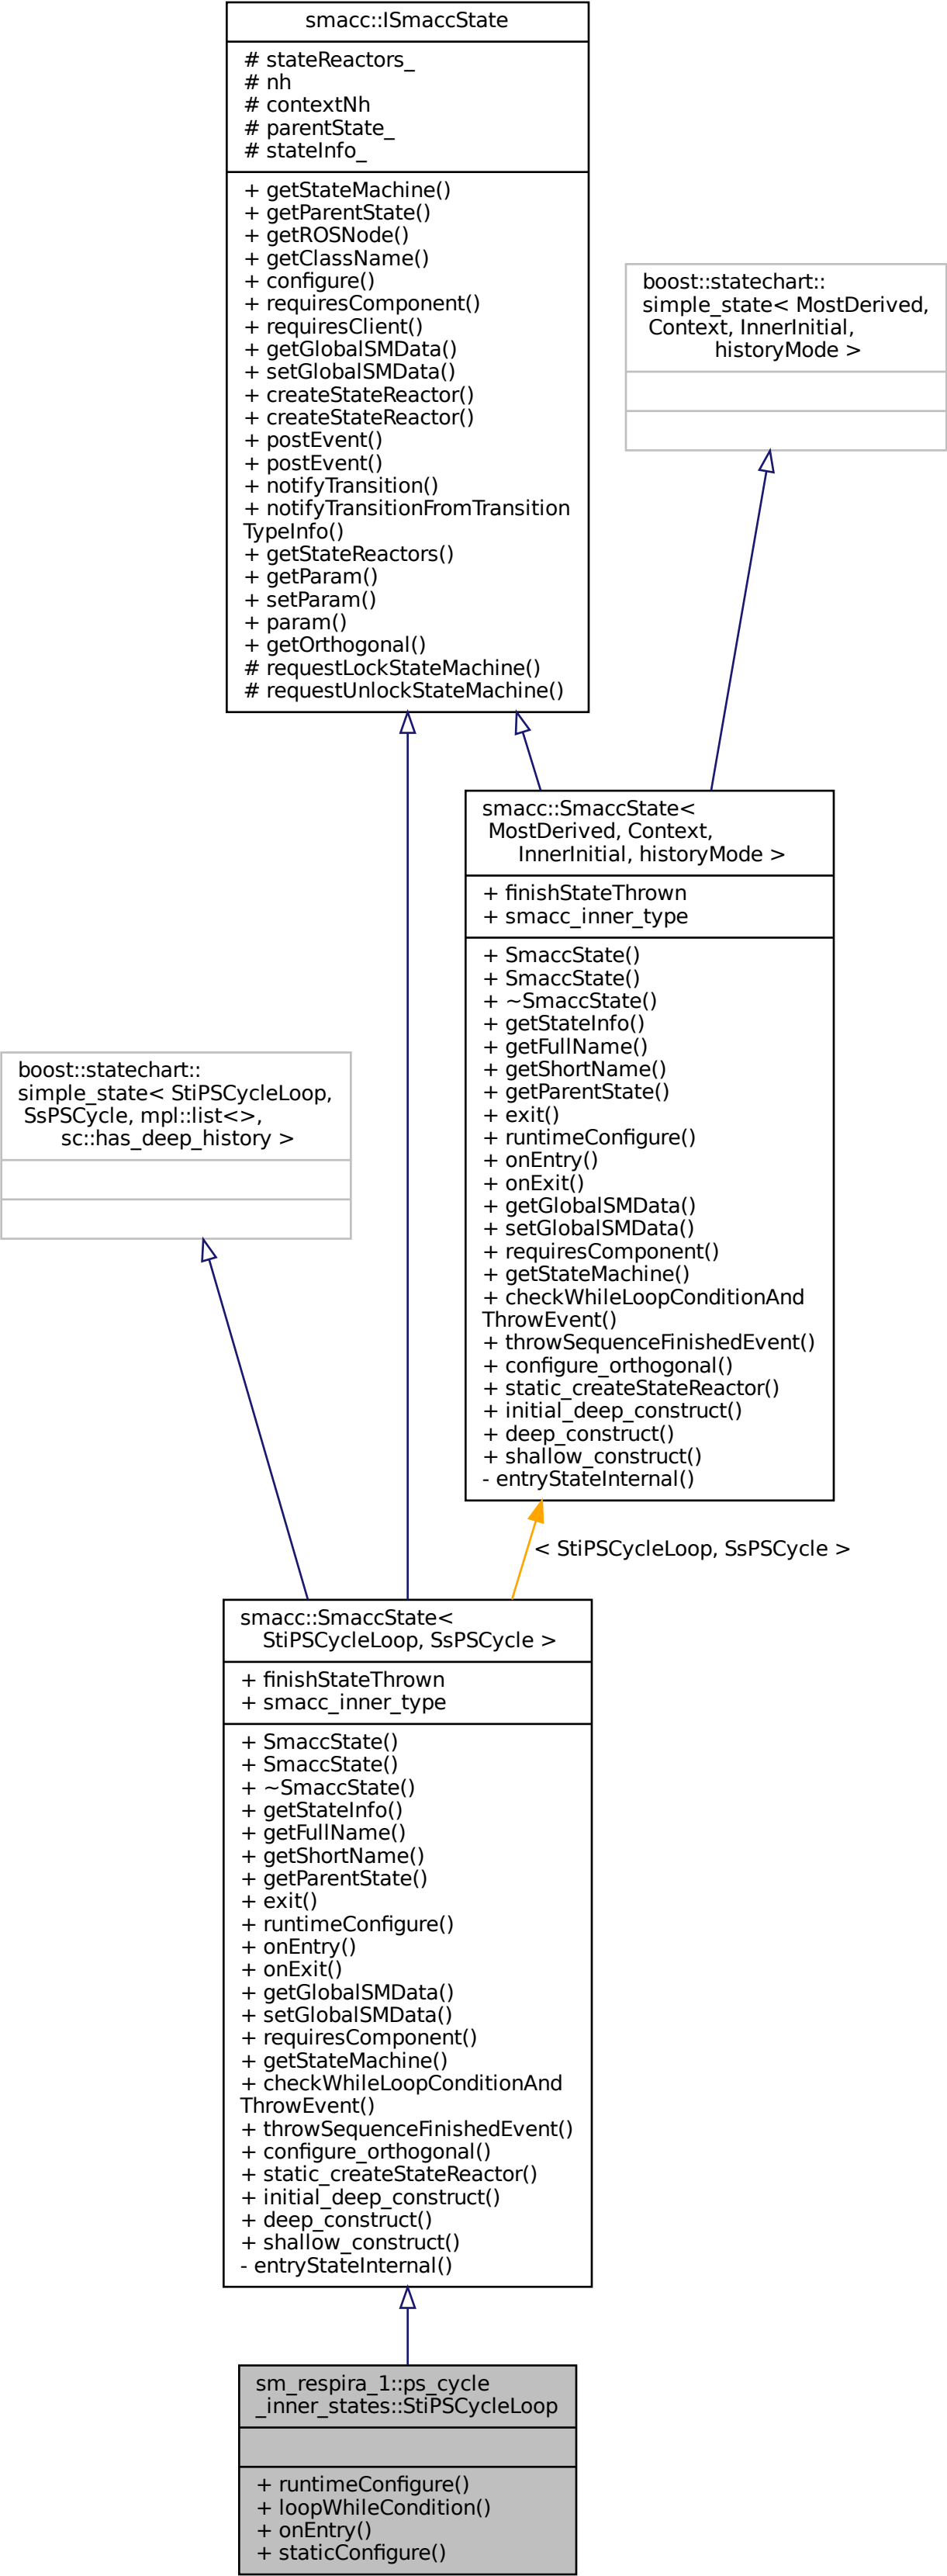 smacc::ISmaccState
# stateReactors_
# nh
# contextNh
# parentState_
# stateInfo_
+ getStateMachine()
+ getParentState()
+ getROSNode()
+ getClassName()
+ configure()
+ requiresComponent()
+ requiresClient()
+ getGlobalSMData()
+ setGlobalSMData()
+ createStateReactor()
+ createStateReactor()
+ postEvent()
+ postEvent()
+ notifyTransition()
+ notifyTransitionFromTransition
TypeInfo()
+ getStateReactors()
+ getParam()
+ setParam()
+ param()
+ getOrthogonal()
# requestLockStateMachine()
# requestUnlockStateMachine()
boost::statechart::
simple_state< MostDerived,
Context, InnerInitial,
historyMode >
smacc::SmaccState<
MostDerived, Context,
InnerInitial, historyMode >
+ finishStateThrown
+ smacc_inner_type
+ SmaccState()
+ SmaccState()
+ ~SmaccState()
+ getStateInfo()
+ getFullName()
+ getShortName()
+ getParentState()
+ exit()
+ runtimeConfigure()
+ onEntry()
+ onExit()
+ getGlobalSMData()
+ setGlobalSMData()
+ requiresComponent()
+ getStateMachine()
+ checkWhileLoopConditionAnd
ThrowEvent()
+ throwSequenceFinishedEvent()
+ configure_orthogonal()
+ static_createStateReactor()
+ initial_deep_construct()
+ deep_construct()
+ shallow_construct()
- entryStateInternal()
boost::statechart::
simple_state< StiPSCycleLoop,
SsPSCycle, mpl::list<>,
sc::has_deep_history >
< StiPSCycleLoop, SsPSCycle >
smacc::SmaccState<
StiPSCycleLoop, SsPSCycle >
+ finishStateThrown
+ smacc_inner_type
+ SmaccState()
+ SmaccState()
+ ~SmaccState()
+ getStateInfo()
+ getFullName()
+ getShortName()
+ getParentState()
+ exit()
+ runtimeConfigure()
+ onEntry()
+ onExit()
+ getGlobalSMData()
+ setGlobalSMData()
+ requiresComponent()
+ getStateMachine()
+ checkWhileLoopConditionAnd
ThrowEvent()
+ throwSequenceFinishedEvent()
+ configure_orthogonal()
+ static_createStateReactor()
+ initial_deep_construct()
+ deep_construct()
+ shallow_construct()
- entryStateInternal()
sm_respira_1::ps_cycle
_inner_states::StiPSCycleLoop
+ runtimeConfigure()
+ loopWhileCondition()
+ onEntry()
+ staticConfigure()